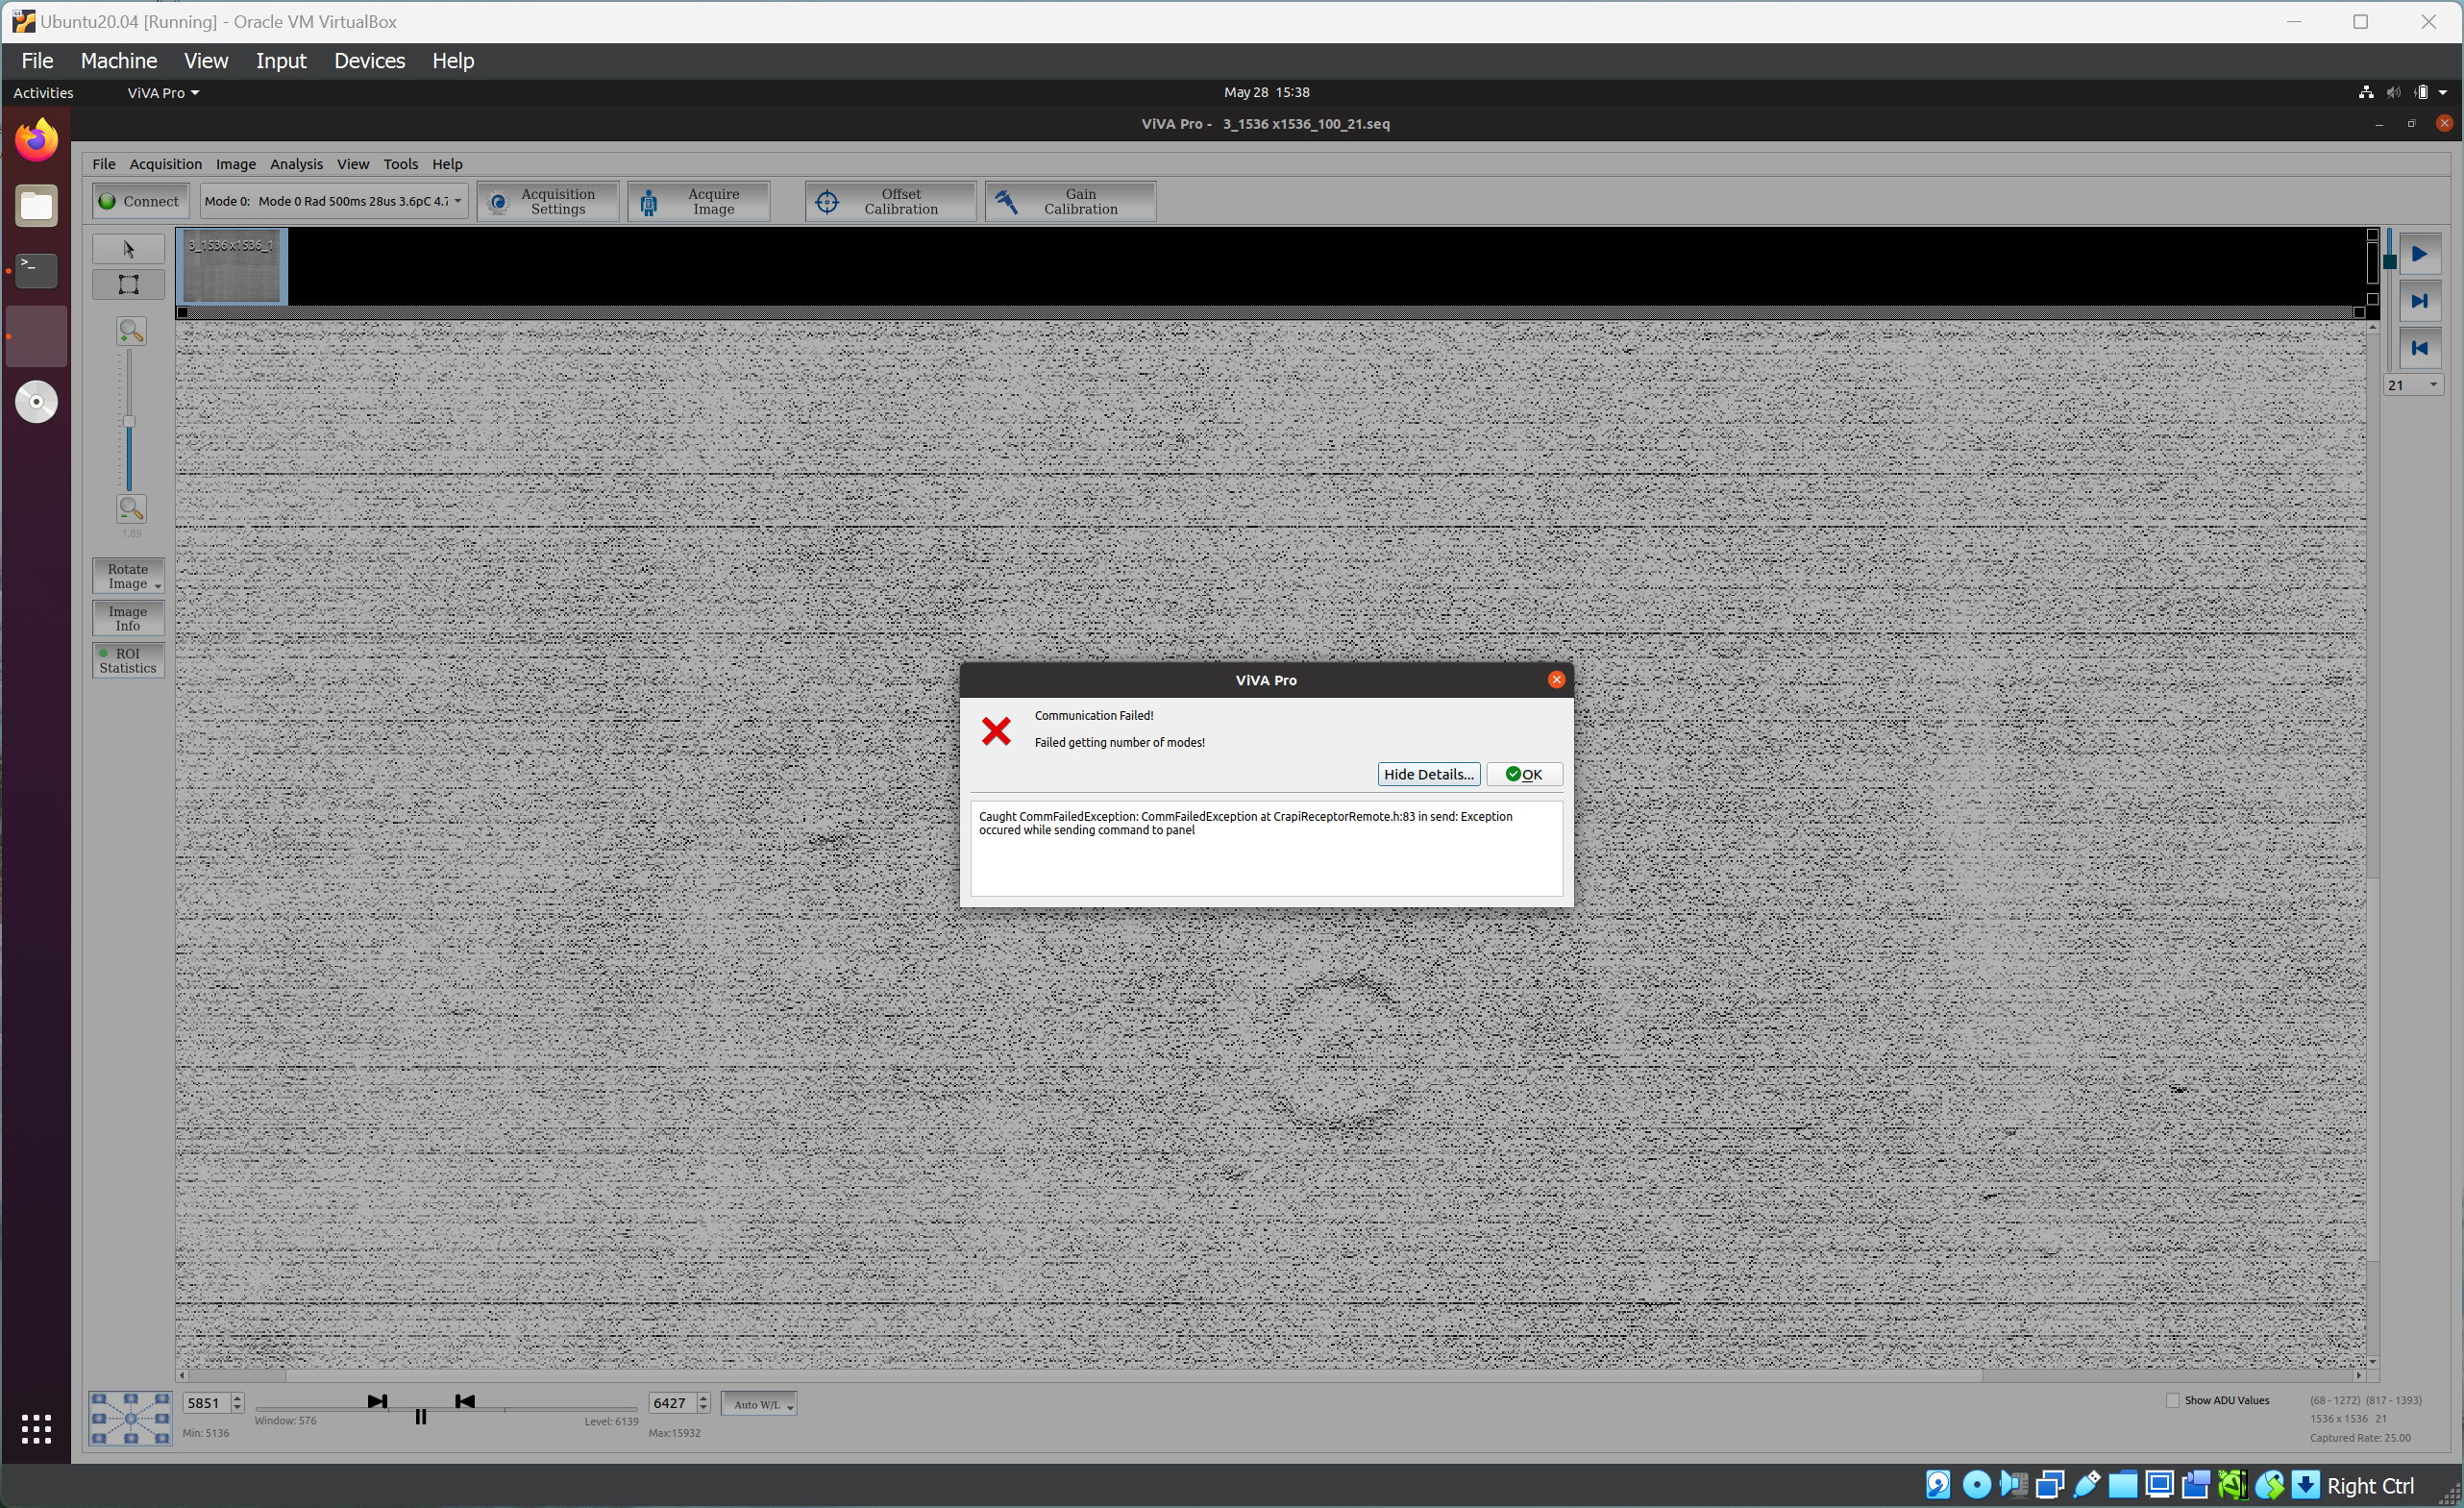 Ubuntu20.04 [Running] - Oracle VM VirtualBox
File Machine View Input Devices Help
Activities ViVA Pro May 28 15:38
ViVA Pro - 3_1536 x1536_100_21.seq
File Acquisition Image Analysis View Tools Help
Connect
Mode 0: Mode 0 Rad 500ms 28us 3.6pC 4.7
Acquisition
Settings
Acquire
Image
Offset
Calibration
Gain
Calibration
3_1536 x1536_1
21
1.89
Rotate
Image
Image
Info
ROI
Statistics
ViVA Pro
Communication Failed!
Failed getting number of modes!
Hide Details...
OK
Caught CommFailedException: CommFailedException at CrapiReceptorRemote.h:83 in send: Exception
occured while sending command to panel
5851
Min: 5136
Window: 576
Level: 6139
6427
Max:15932
Auto W/L
Show ADU Values
(68 - 1272) (817 - 1393)
1536 x 1536 21
Captured Rate: 25.00
Right Ctrl